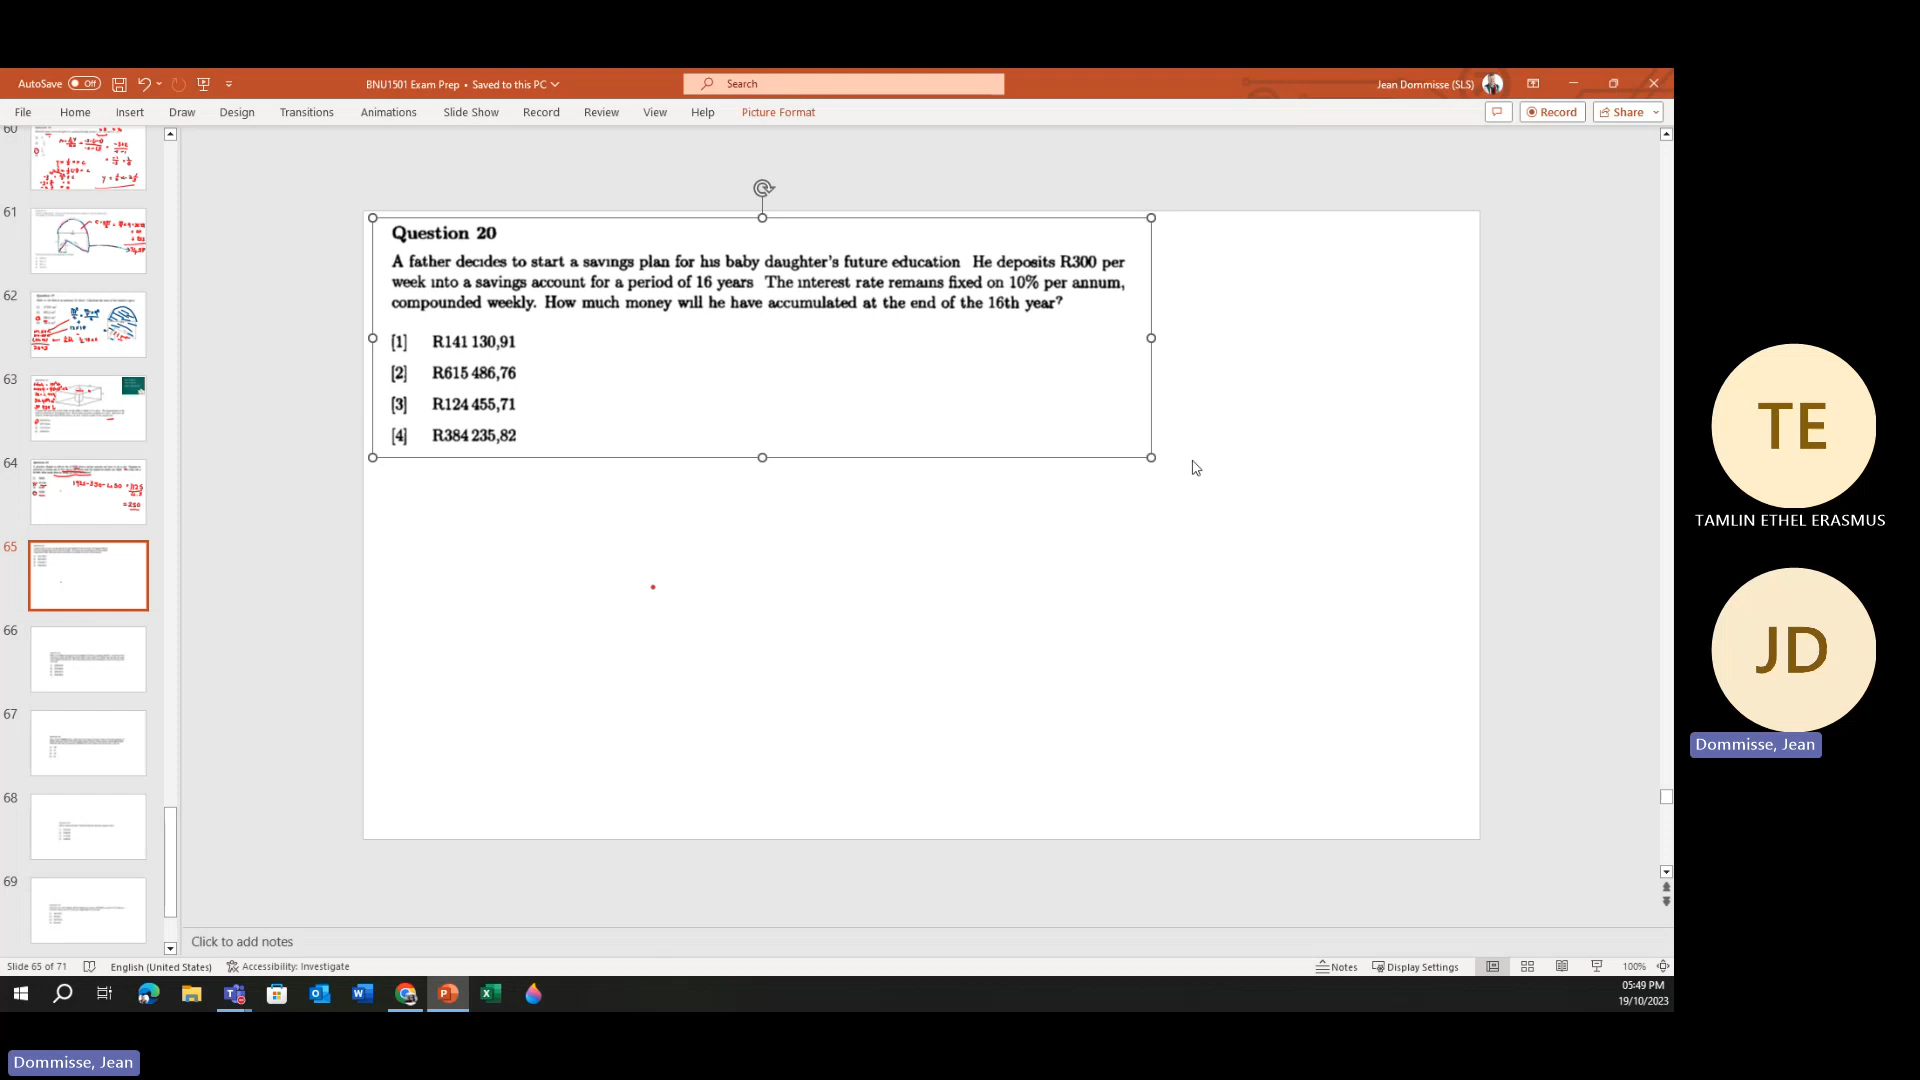 AutoSave Off
BNU1501 Exam Prep • Saved to this PC
Search
Jean Dommisse (SLS)
File Home Insert Draw Design Transitions Animations Slide Show Record Review View Help Picture Format
Record
Share
60
61
62
63
64
65
66
67
68
69
Question 20
A father decides to start a savings plan for his baby daughter's future education He deposits R300 per
week into a savings account for a period of 16 years The interest rate remains fixed on 10% per annum,
compounded weekly. How much money will he have accumulated at the end of the 16th year?
[1] R141 130,91
[2] R615 486,76
[3] R124 455,71
[4] R384 235,82
Click to add notes
Slide 65 of 71
English (United States)
Accessibility: Investigate
Notes
Display Settings
100%
05:49 PM
19/10/2023
TE
TAMLIN ETHEL ERASMUS
JD
Dommisse, Jean
Dommisse, Jean